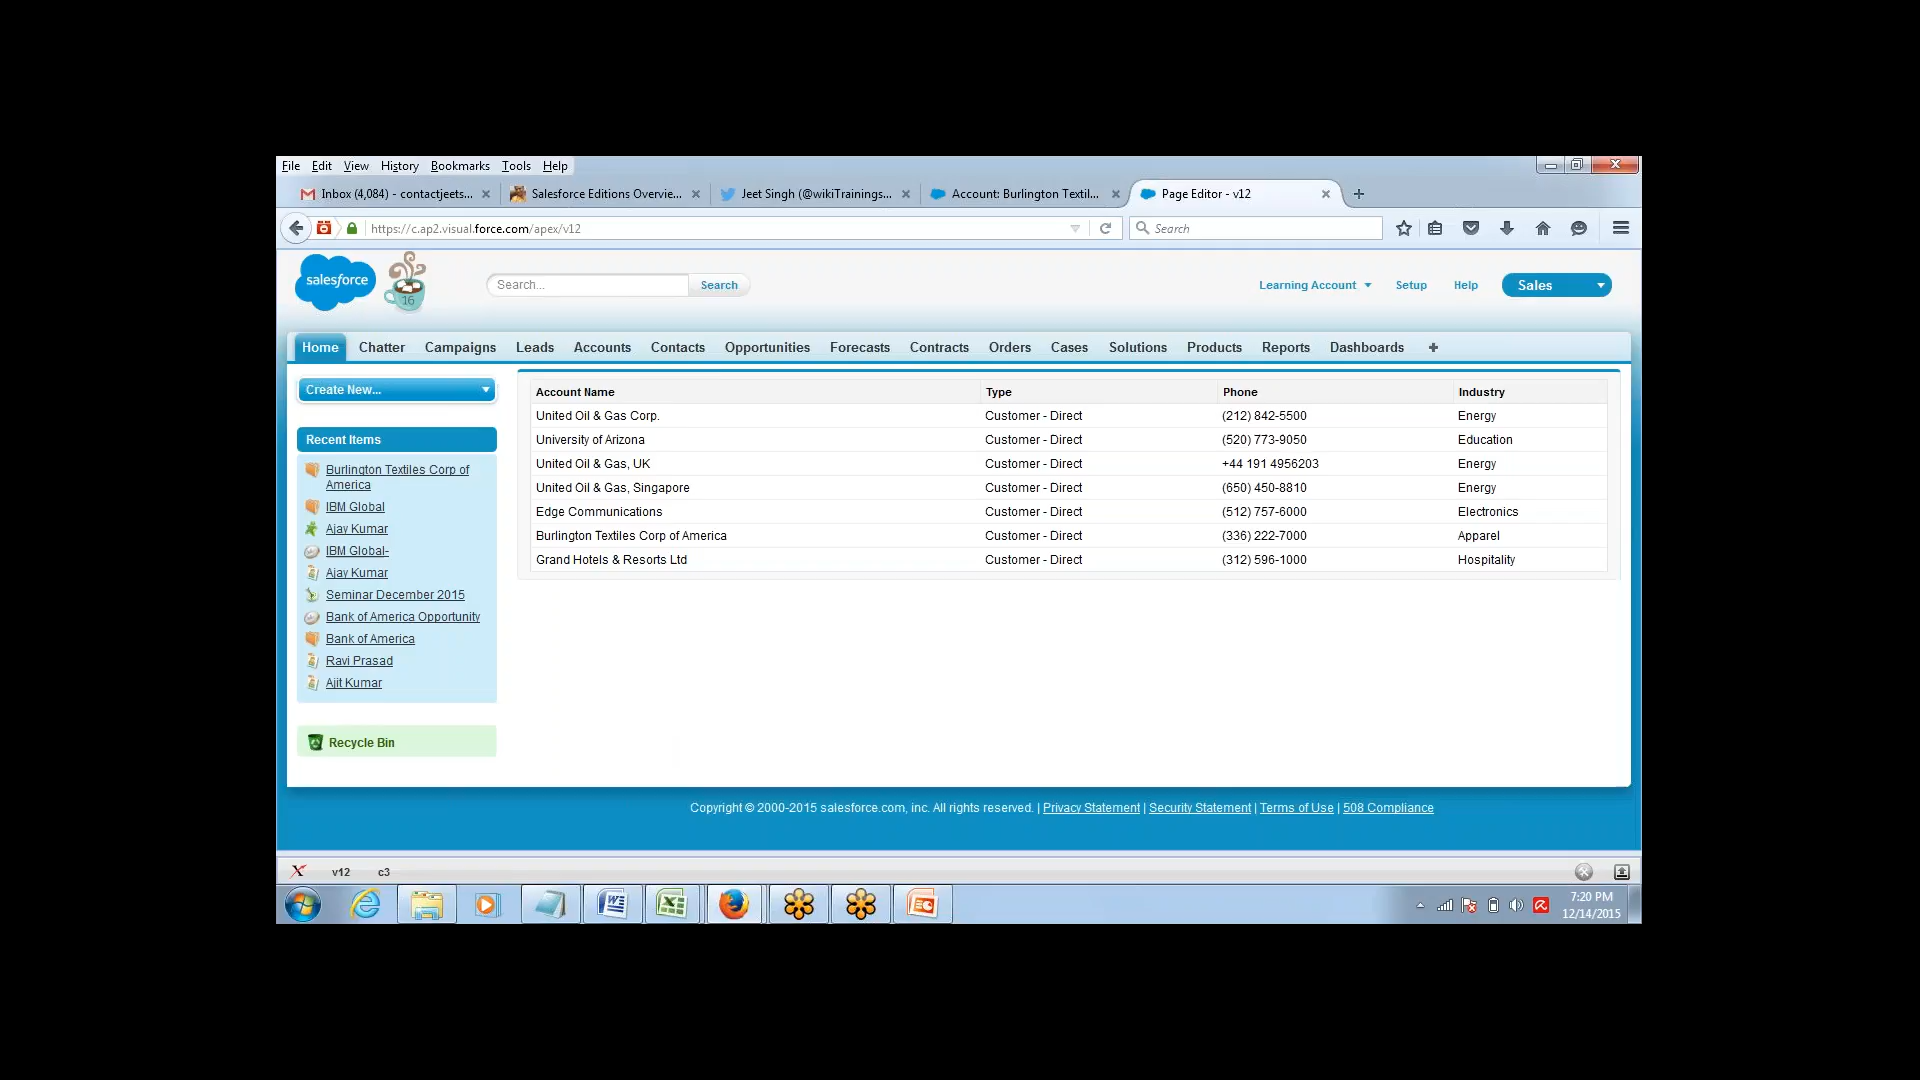 File Edit View History Bookmarks Tools Help
Inbox (4,084) - contactjeets... Salesforce Editions Overvie... Jeet Singh (@wikiTrainings... Account: Burlington Textil... Page Editor - v12
https://c.ap2.visual.force.com/apex/v12 Search
salesforce 16 Search... Search Learning Account Setup Help Sales
Home Chatter Campaigns Leads Accounts Contacts Opportunities Forecasts Contracts Orders Cases Solutions Products Reports Dashboards +
Create New...
Recent Items
Burlington Textiles Corp of
America
IBM Global
Ajay Kumar
IBM Global-
Ajay Kumar
Seminar December 2015
Bank of America Opportunity
Bank of America
Ravi Prasad
Ajit Kumar
Recycle Bin
Account Name Type Phone Industry
United Oil & Gas Corp. Customer - Direct (212) 842-5500 Energy
University of Arizona Customer - Direct (520) 773-9050 Education
United Oil & Gas, UK Customer - Direct +44 191 4956203 Energy
United Oil & Gas, Singapore Customer - Direct (650) 450-8810 Energy
Edge Communications Customer - Direct (512) 757-6000 Electronics
Burlington Textiles Corp of America Customer - Direct (336) 222-7000 Apparel
Grand Hotels & Resorts Ltd Customer - Direct (312) 596-1000 Hospitality
Copyright © 2000-2015 salesforce.com, inc. All rights reserved. | Privacy Statement | Security Statement | Terms of Use | 508 Compliance
v12 c3
7:20 PM
12/14/2015